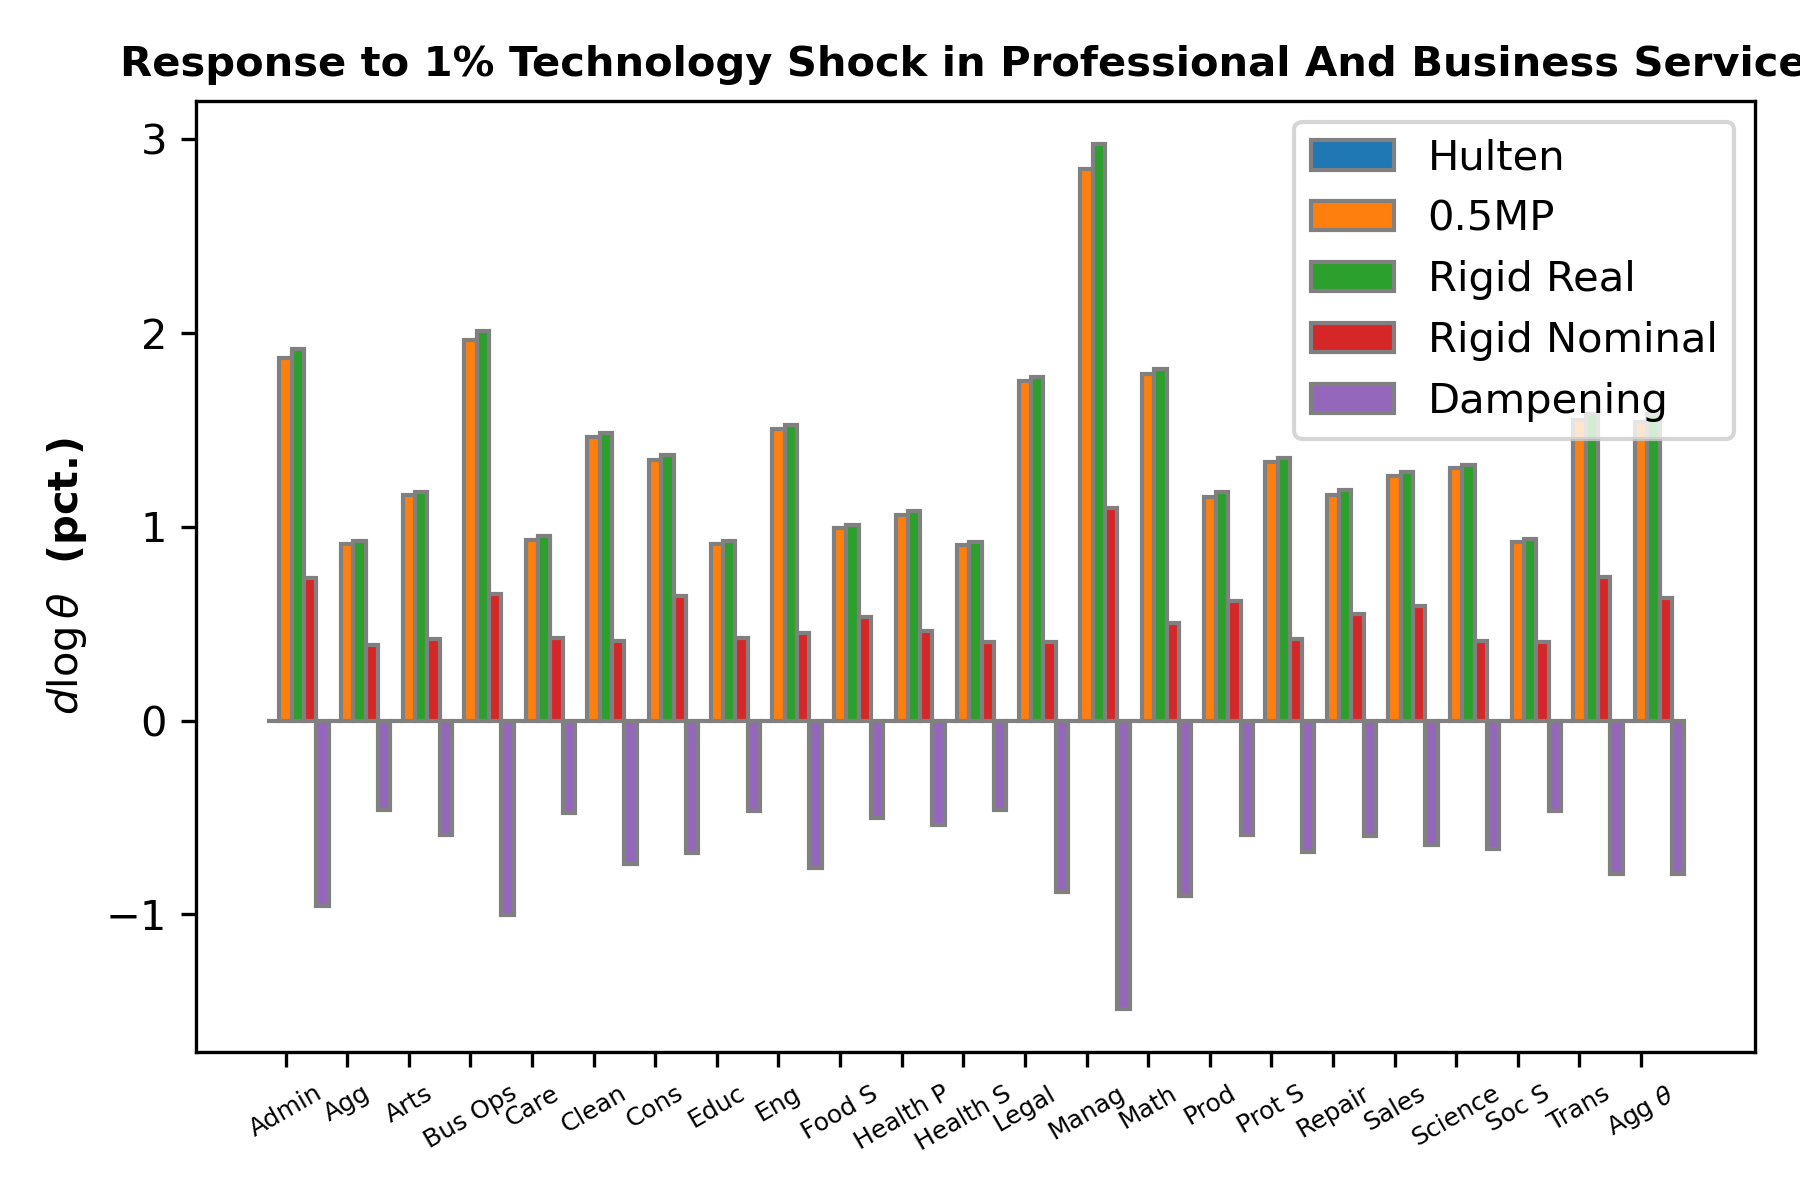 Response to 1% Technology Shock in Professional And Business Service
d log θ (pct.)
3
2
1
0
−1
Hulten
0.5MP
Rigid Real
Rigid Nominal
Dampening
Admin
Agg
Arts
Bus Ops
Care
Clean
Cons
Educ
Eng
Food S
Health P
Health S
Legal
Manag
Math
Prod
Prot S
Repair
Sales
Science
Soc S
Trans
Agg θ